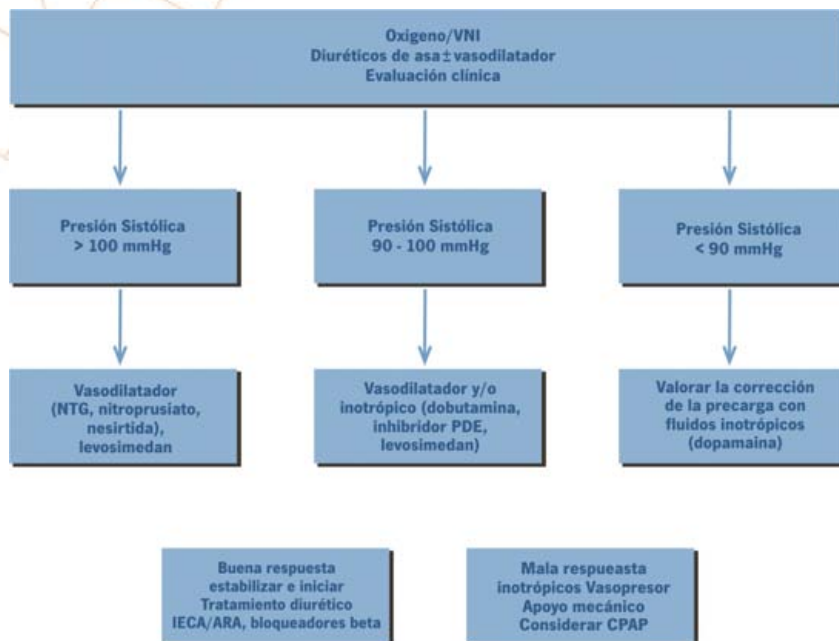 Oxigeno/VNI
Diuréticos de asa±vasodilatador
Evaluación clínica
Presión Sistólica
> 100 mmHg
Presión Sistólica
90 - 100 mmHg
Presión Sistólica
< 90 mmHg
Vasodilatador
(NTG, nitroprusiato,
nesirtida),
levosimedan
Vasodilatador y/o
inotrópico (dobutamina,
inhibridor PDE,
levosimedan)
Valorar la corrección
de la precarga con
fluidos inotrópicos
(dopamaina)
Buena respuesta
estabilizar e iniciar
Tratamiento diurético
IECA/ARA, bloqueadores beta
Mala respueasta
inotrópicos Vasopresor
Apoyo mecánico
Considerar CPAP